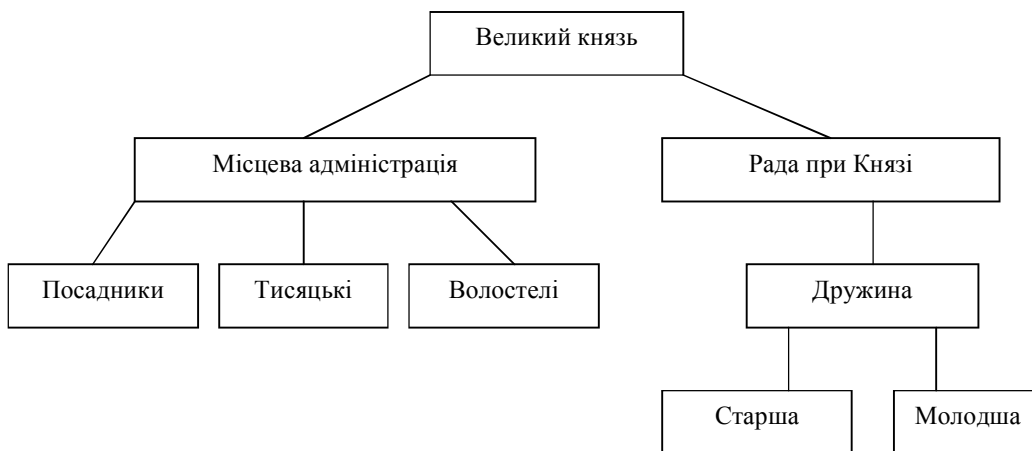 Великий князь
Місцева адміністрація
Рада при Князі
Посадники
Тисяцькі
Волостелі
Дружина
Старша
Молодша